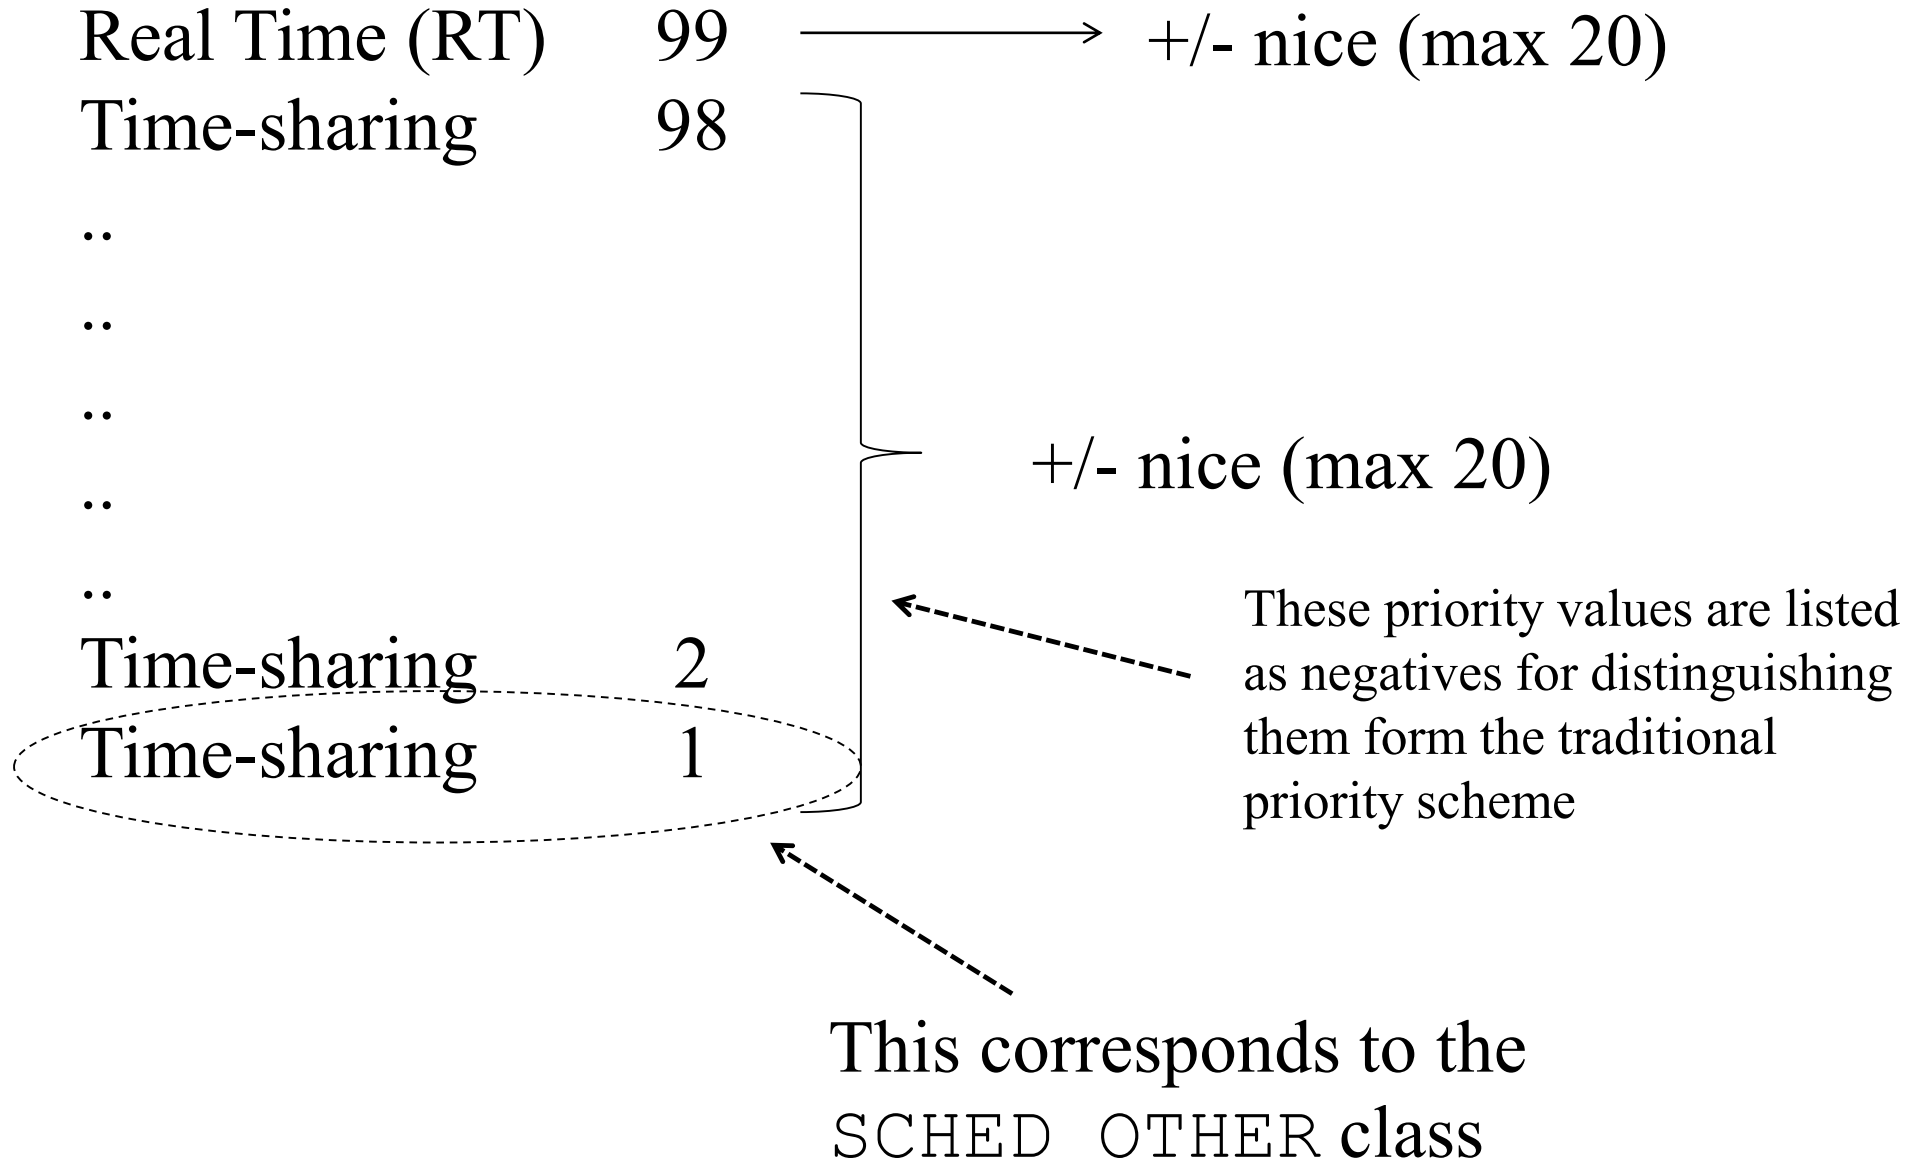 Real Time (RT) 99 +/- nice (max 20)
Time-sharing 98
..
..
..
+/- nice (max 20)
..
..
These priority values are listed
as negatives for distinguishing
them form the traditional
priority scheme
Time-sharing 2
Time-sharing 1
This corresponds to the
SCHED OTHER class